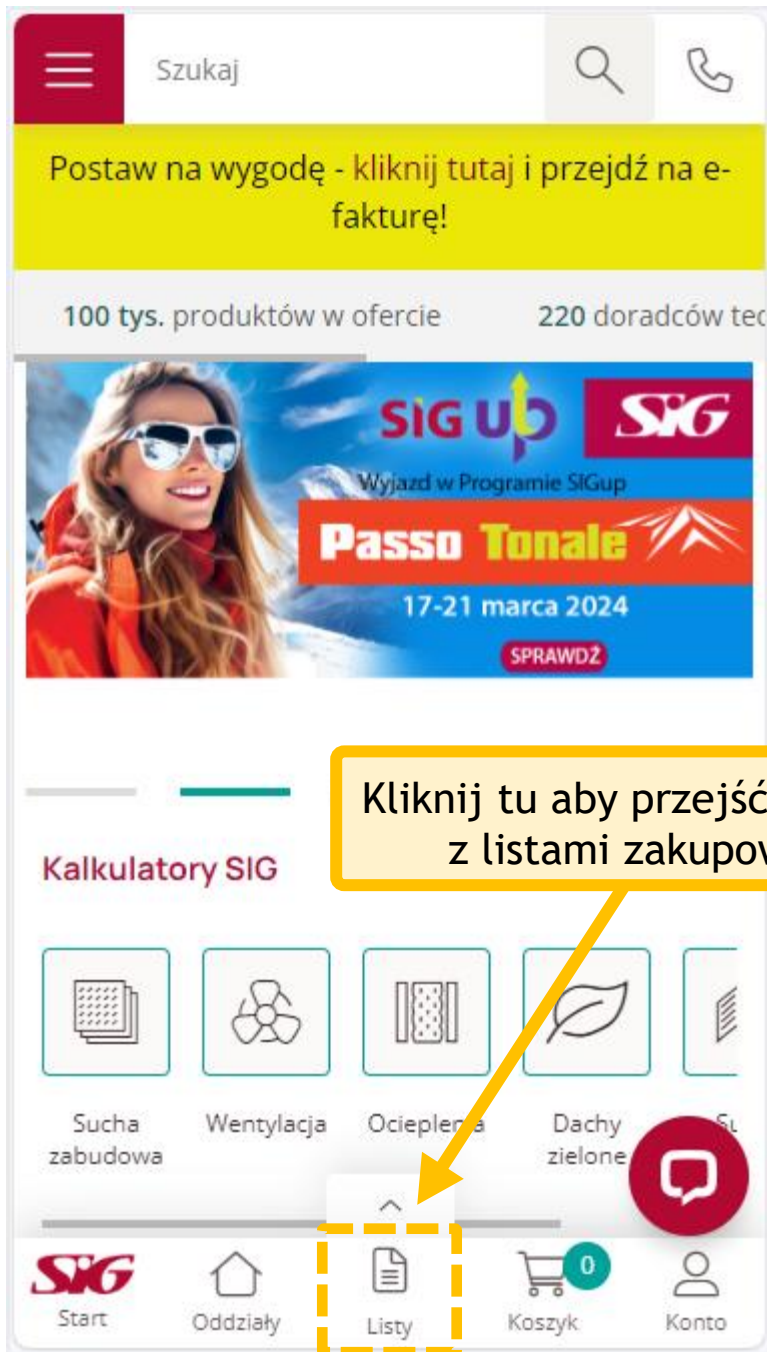 Szukaj
Postaw na wygodę - kliknij tutaj i przejdź na e-
fakturę!
100 tys. produktów w ofercie
220 doradców
SIG UP
SiG
Wyjazd w Programie SIGup
Passo Tonale
17-21 marca 2024
SPRAWDŹ
Kliknij tu aby przejść
z listami
Kalkulatory SIG
Sucha
zabudowa
Wentylacja
Ocieplenia
Dachy
zielone
SiG
Start
Oddziały
Listy
0
Koszyk
Konto